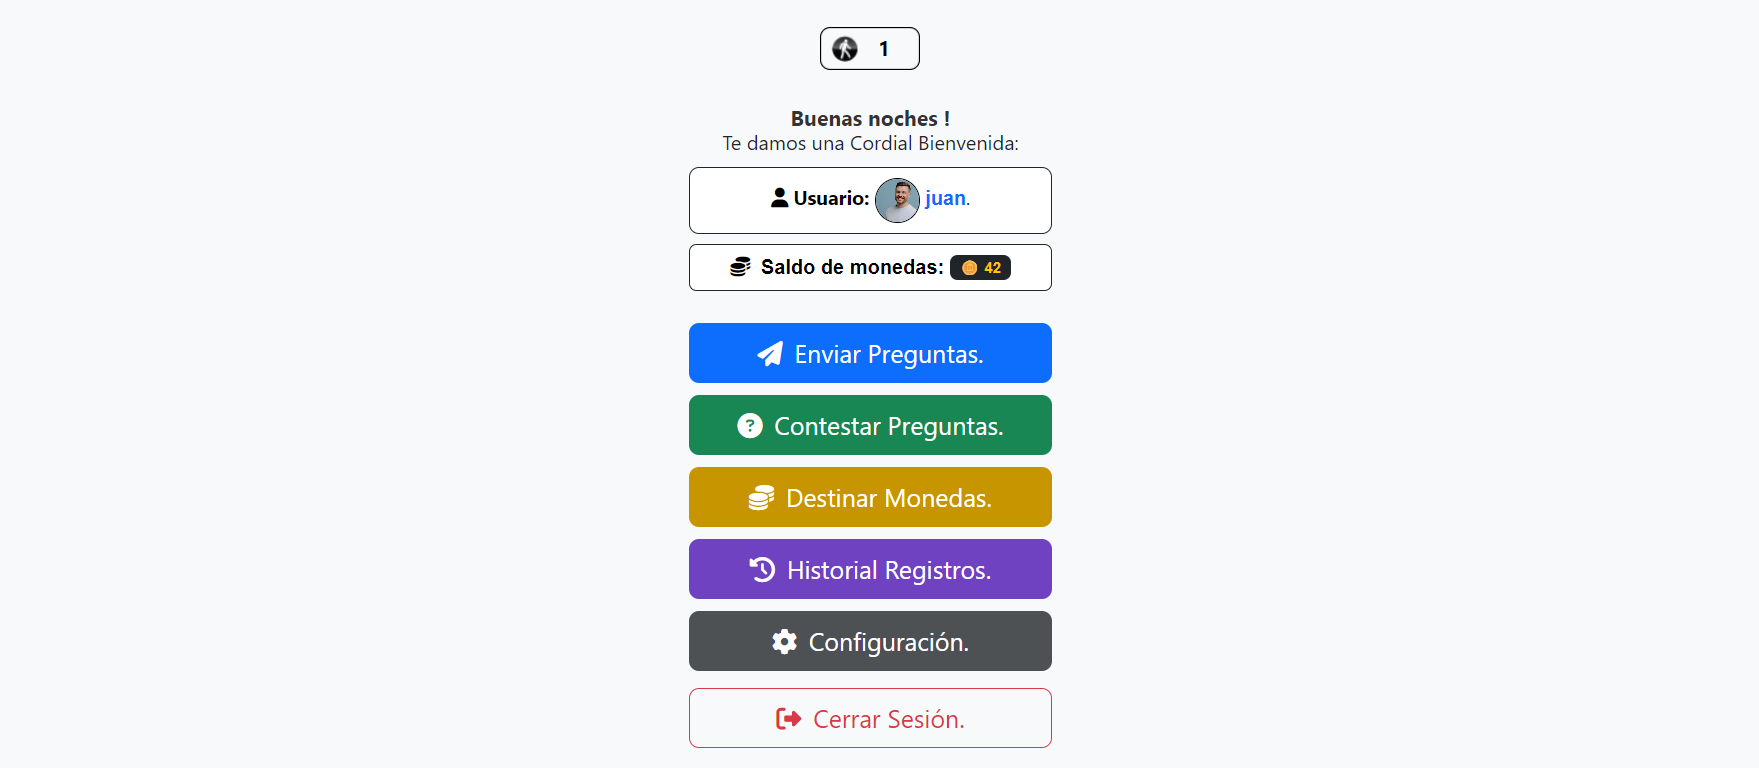 1
Buenas noches !
Te damos una Cordial Bienvenida:
Usuario: juan.
Saldo de monedas: 42
Enviar Preguntas.
Contestar Preguntas.
Destinar Monedas.
Historial Registros.
Configuración.
Cerrar Sesión.